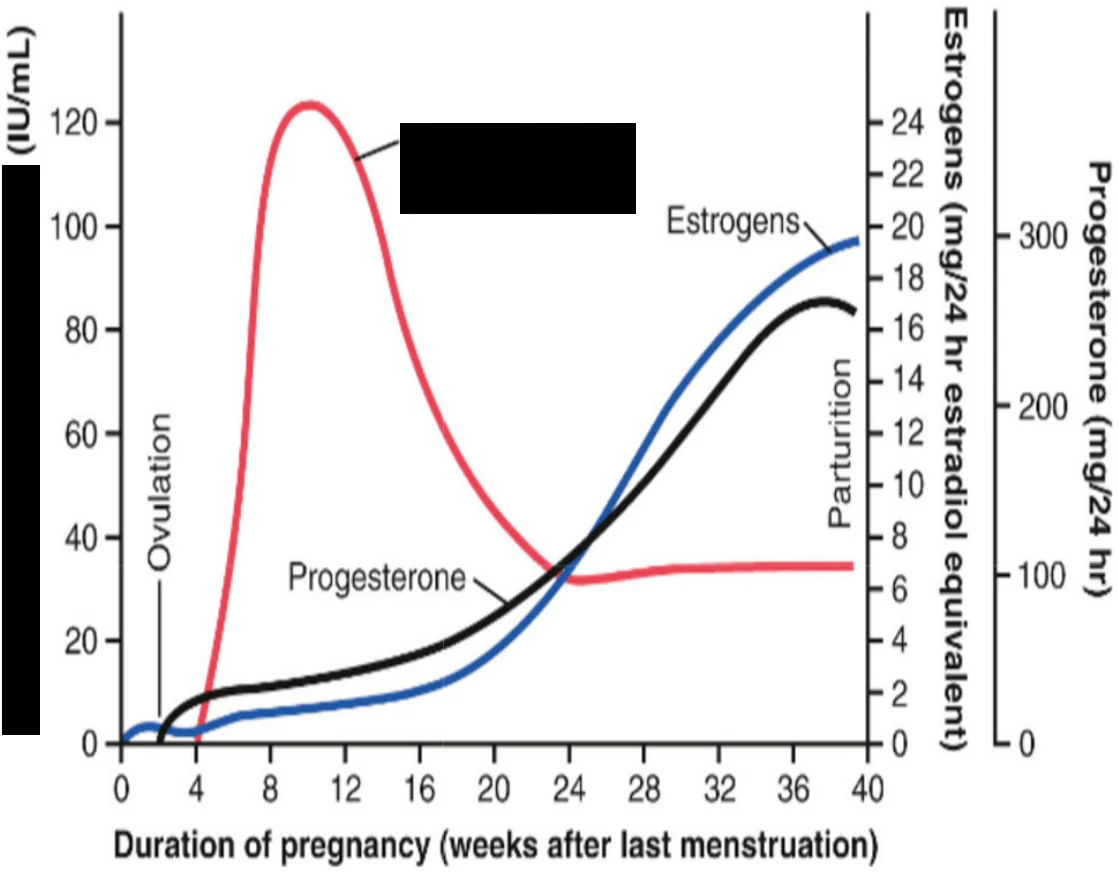 (IU/mL)
120
100
80
60
40
20
0
Ovulation
Progesterone
Estrogens
Parturition
24
22
20
18
16
14
12
10
8
6
4
2
0
Estrogens (mg/24 hr estradiol equivalent)
300
200
100
0
Progesterone (mg/24 hr)
0 4 8 12 16 20 24 28 32 36 40
Duration of pregnancy (weeks after last menstruation)